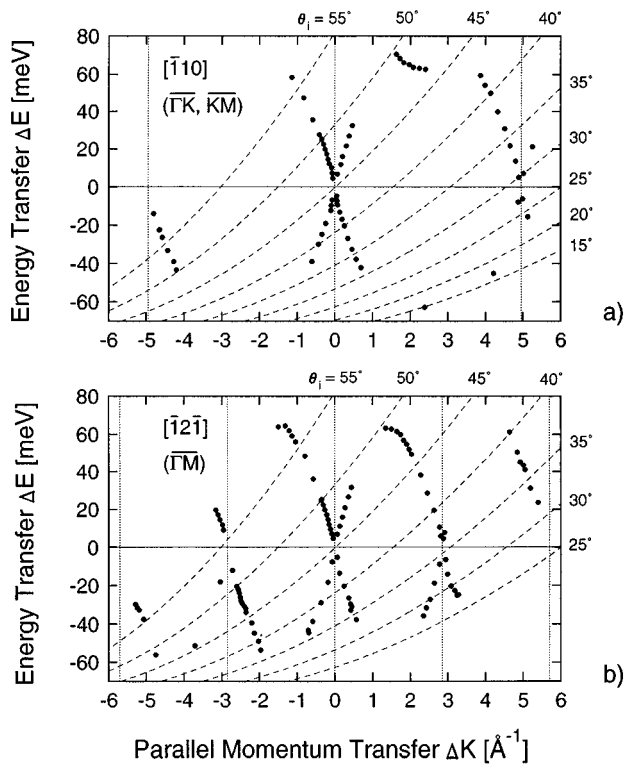 θi = 55° 50° 45° 40°
80
60
40
20
0
-20
-40
-60
Energy Transfer ΔE [meV]
[1̄10]
(Γ̄K̄, K̄M̄)
35°
30°
25°
20°
15°
-6 -5 -4 -3 -2 -1 0 1 2 3 4 5 6
a)
θi = 55° 50° 45° 40°
80
60
40
20
0
-20
-40
-60
Energy Transfer ΔE [meV]
[1̄21̄]
(Γ̄M̄)
35°
30°
25°
-6 -5 -4 -3 -2 -1 0 1 2 3 4 5 6
b)
Parallel Momentum Transfer ΔK [Å⁻¹]